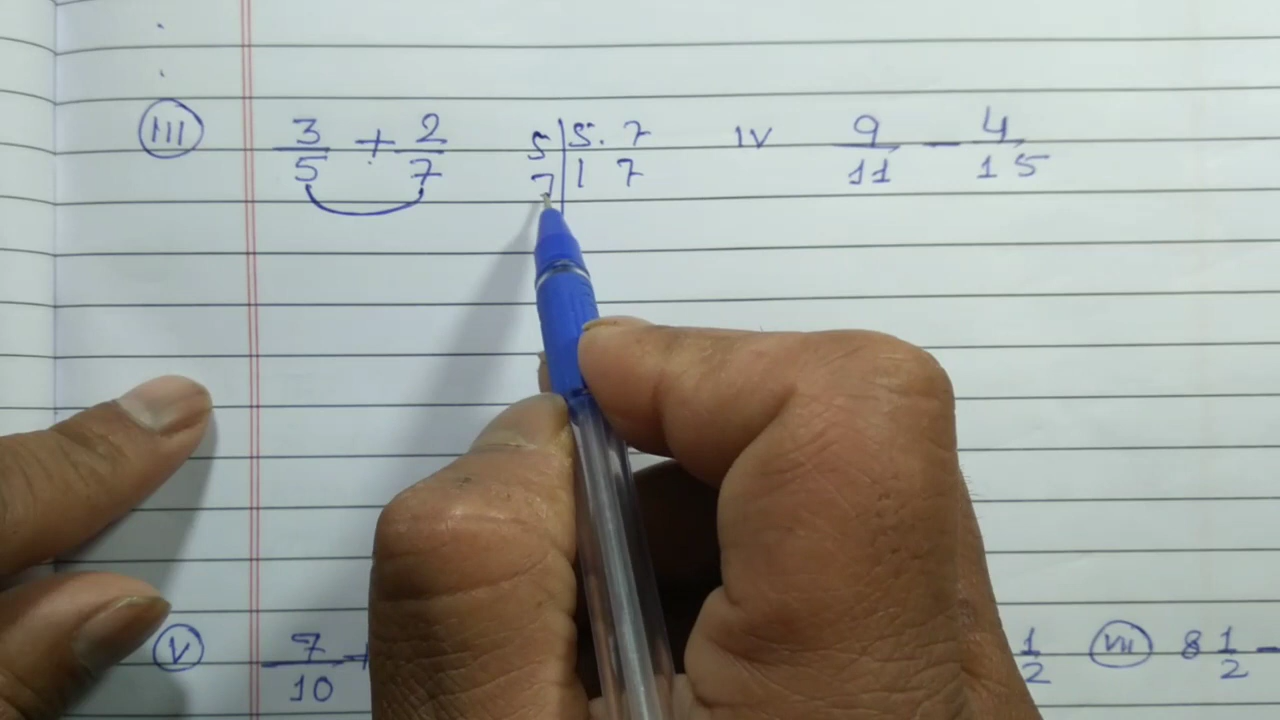 III 3/5 + 2/7 5 | 5. 7 IV 9/11 - 4/15
7 | 1 7
V 7/10 + 1/2 VII 8 1/2 -